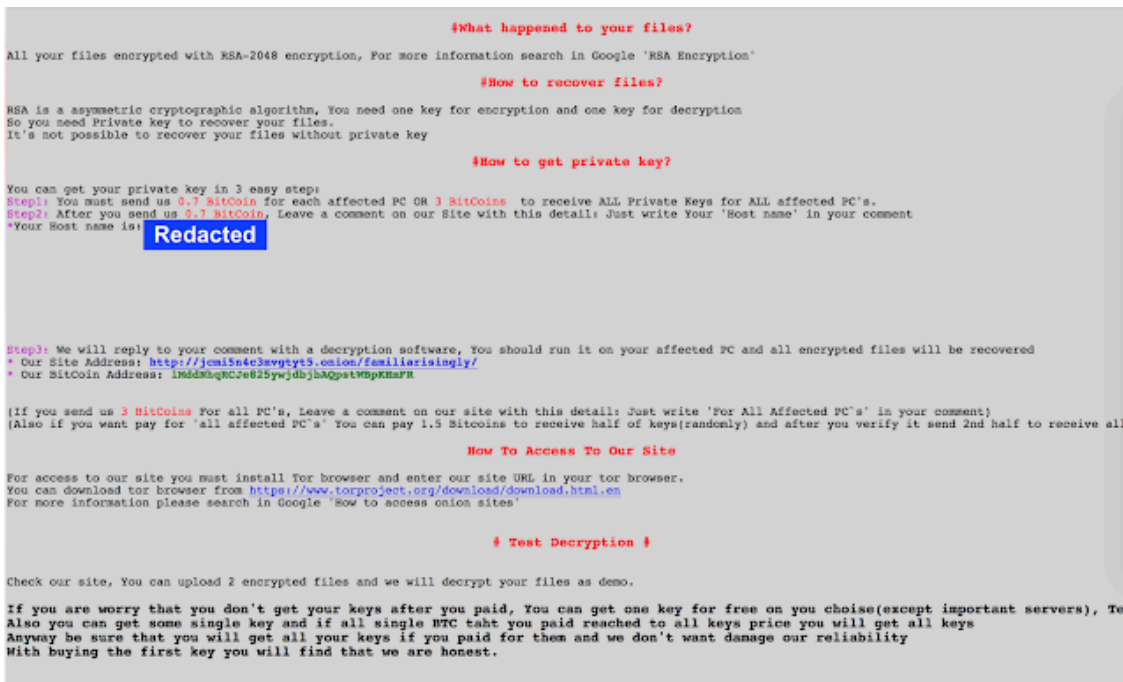 #What happened to your files?
All your files encrypted with RSA-2048 encryption, For more information search in Google 'RSA Encryption'
#How to recover files?
RSA is a asymmetric cryptographic algorithm, You need one key for encryption and one key for decryption
So you need Private key to recover your files.
It's not possible to recover your files without private key
#How to get private key?
You can get your private key in 3 easy step:
Step1: You must send us 0.7 BitCoin for each affected PC OR 3 BitCoins to receive ALL Private Keys for ALL affected PC's.
Step2: After you send us 0.7 BitCoin, Leave a comment on our Site with this detail: Just write Your 'Host name' in your comment
*Your Host name is: Redacted
Step3: We will reply to your comment with a decryption software, You should run it on your affected PC and all encrypted files will be recovered
* Our Site Address: http://jcmi5n4c3mvgtyt5.onion/familiarisingly/
* Our BitCoin Address:
(If you send us 3 BitCoins For all PC's, Leave a comment on our site with this detail: Just write 'For All Affected PC's' in your comment)
(Also if you want pay for 'all affected PC's' You can pay 1.5 Bitcoins to receive half of keys(randomly) and after you verify it send 2nd half to receive all
How To Access To Our Site
For access to our site you must install Tor browser and enter our site URL in your tor browser.
You can download tor browser from https://www.torproject.org/download/download.html.en
For more information please search in Google 'How to access onion sites'
# Test Decryption #
Check our site, You can upload 2 encrypted files and we will decrypt your files as demo.
If you are worry that you don't get your keys after you paid, You can get one key for free on you choise(except important servers), Te
Also you can get some single key and if all single BTC taht you paid reached to all keys price you will get all keys
Anyway be sure that you will get all your keys if you paid for them and we don't want damage our reliability
With buying the first key you will find that we are honest.